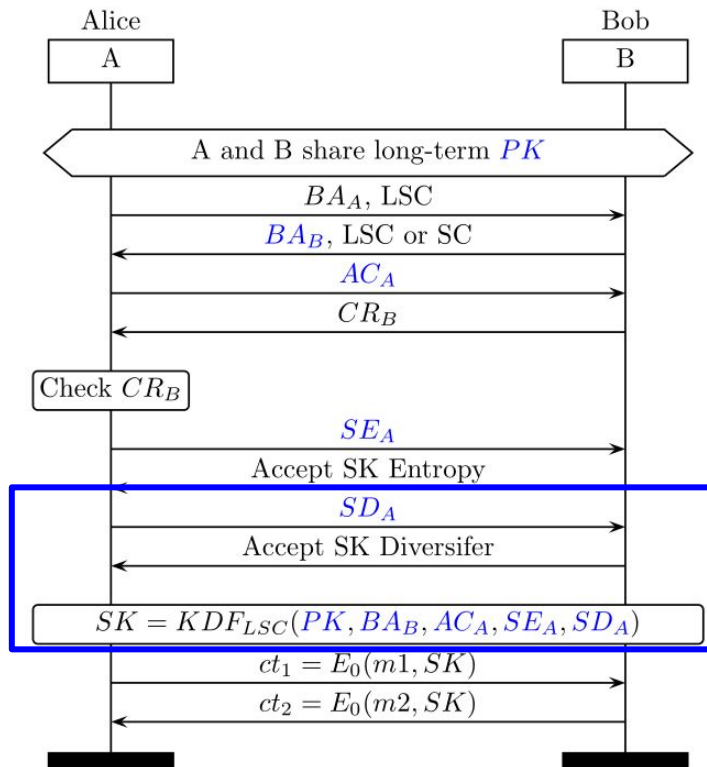 Alice Bob
A B
A and B share long-term PK
BA_A, LSC
BA_B, LSC or SC
AC_A
CR_B
Check CR_B
SE_A
Accept SK Entropy
SD_A
Accept SK Diversifer
SK = KDF_LSC(PK, BA_B, AC_A, SE_A, SD_A)
ct_1 = E_0(m1, SK)
ct_2 = E_0(m2, SK)